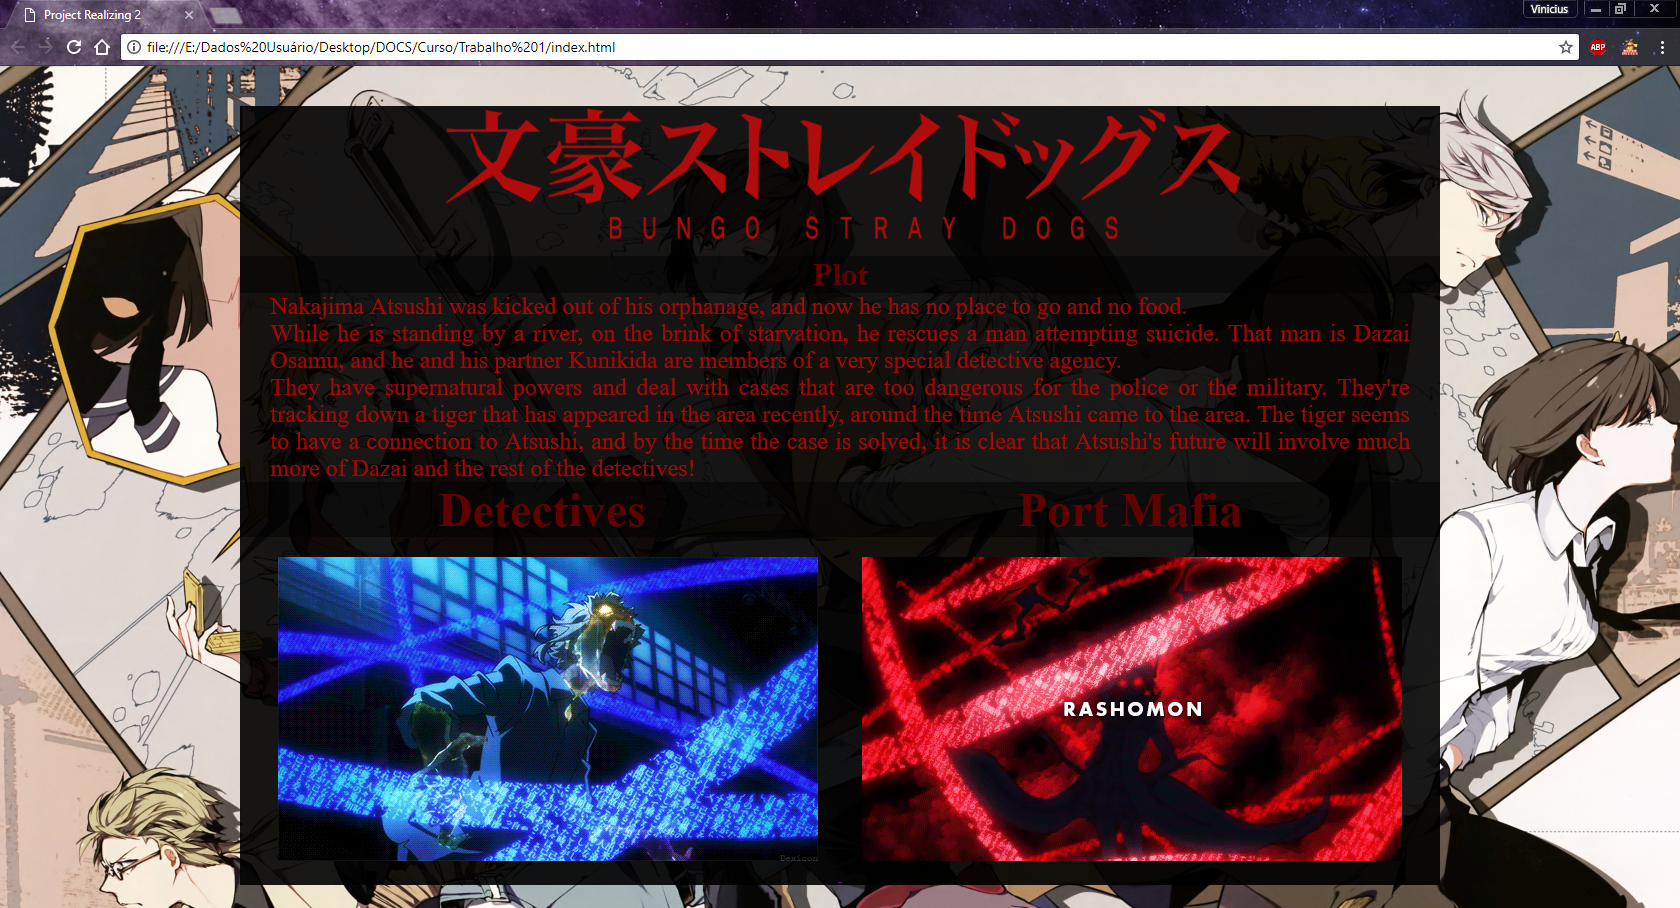 Project Realizing 2
Vinicius
file:///E:/Dados%20Usuário/Desktop/DOCS/Curso/Trabalho%201/index.html
ABP
文豪ストレイドッグス
BUNGO STRAY DOGS
Plot
Nakajima Atsushi was kicked out of his orphanage, and now he has no place to go and no food.
While he is standing by a river, on the brink of starvation, he rescues a man attempting suicide. That man is Dazai
Osamu, and he and his partner Kunikida are members of a very special detective agency.
They have supernatural powers and deal with cases that are too dangerous for the police or the military. They're
tracking down a tiger that has appeared in the area recently, around the time Atsushi came to the area. The tiger seems
to have a connection to Atsushi, and by the time the case is solved, it is clear that Atsushi's future will involve much
more of Dazai and the rest of the detectives!
Detectives
Port Mafia
RASHOMON
Dexicon